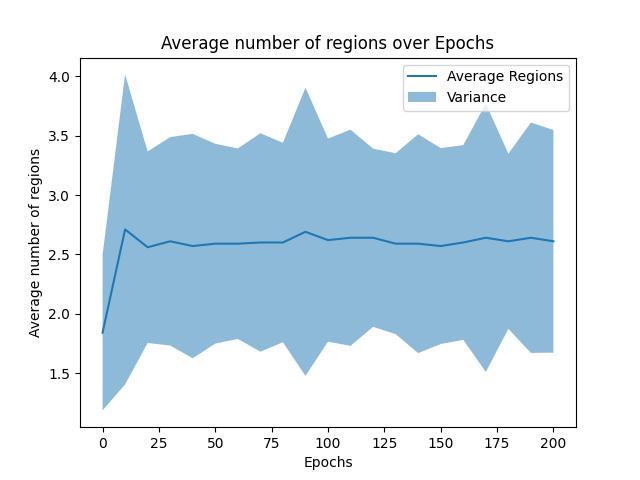 Average number of regions over Epochs
Average Regions
Variance
Average number of regions
4.0
3.5
3.0
2.5
2.0
1.5
0 25 50 75 100 125 150 175 200
Epochs